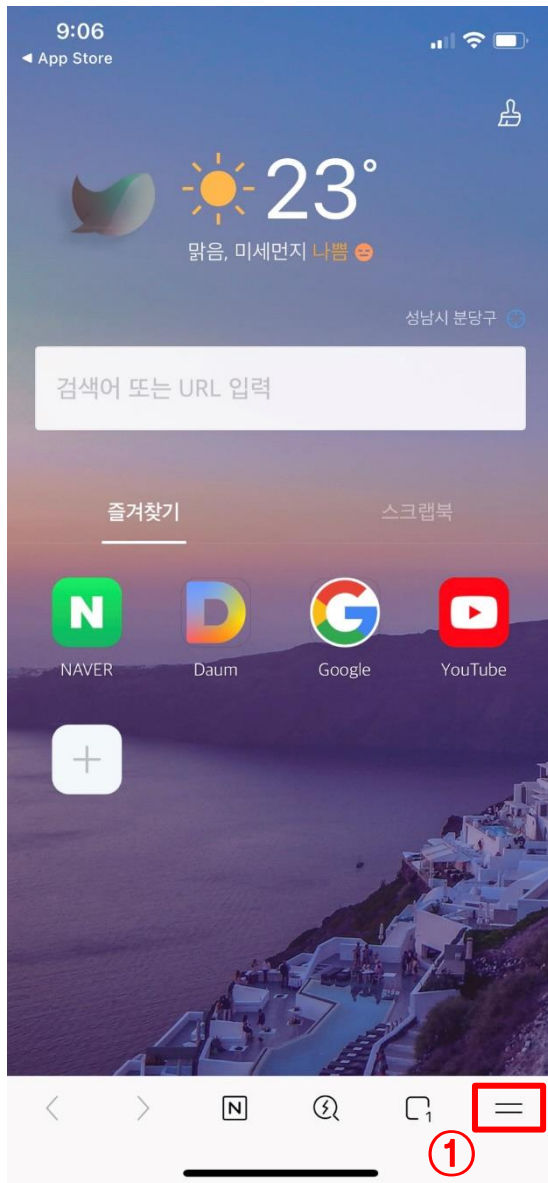 9:06
◀ App Store
23°
맑음, 미세먼지 나쁨
성남시 분당구
검색어 또는 URL 입력
즐겨찾기 스크랩북
N D G
NAVER Daum Google YouTube
N 1
①